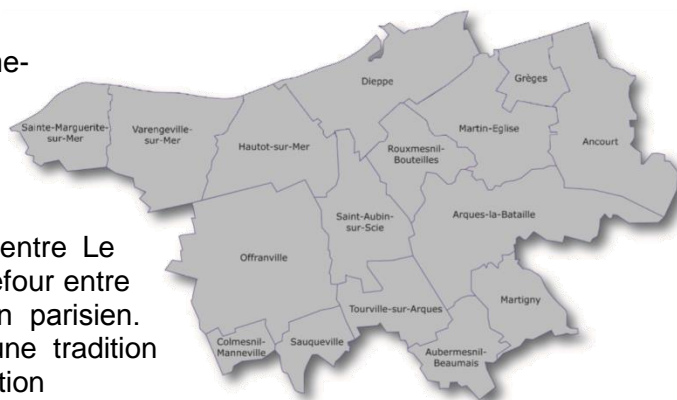 ne-
entre Le
efour entre
n parisien.
une tradition
tion
Dieppe
Grèges
Sainte-Marguerite-
sur-Mer
Varengeville-
sur-Mer
Hautot-sur-Mer
Rouxmesnil-
Bouteilles
Martin-Eglise
Ancourt
Saint-Aubin-
sur-Scie
Arques-la-Bataille
Offranville
Tourville-sur-Arques
Martigny
Colmesnil-
Manneville
Sauqueville
Aubermesnil-
Beaumais